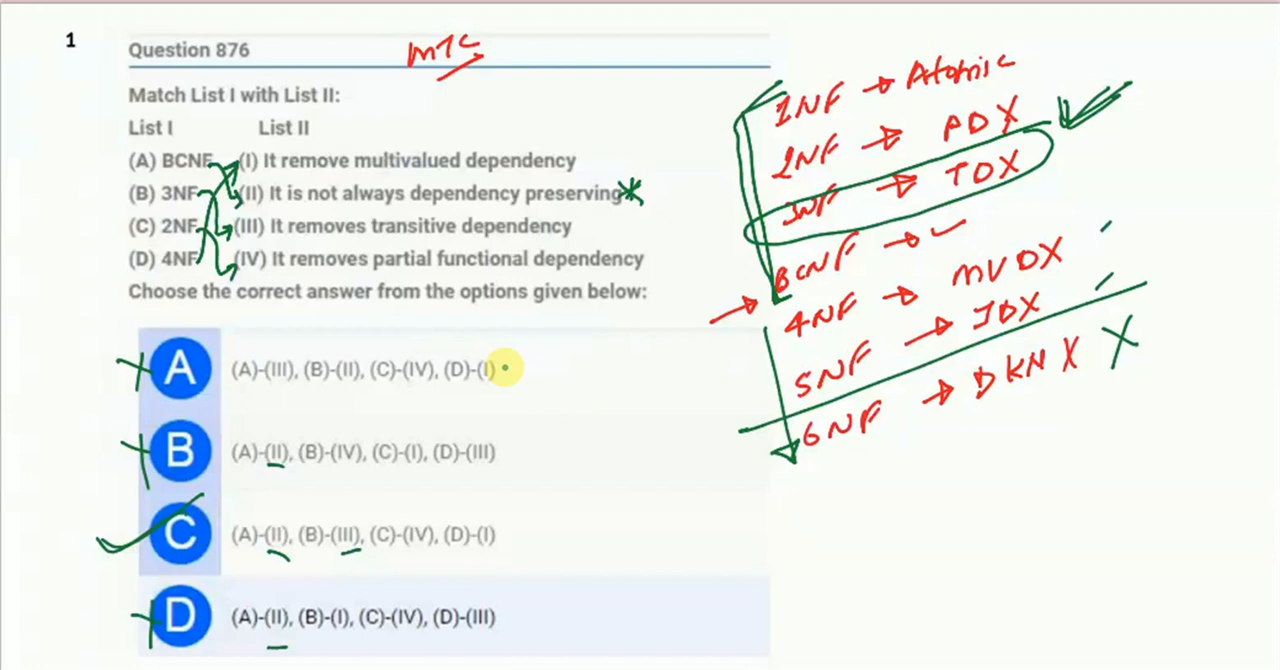 1
Question 876
MTC
Match List I with List II:
List I List II
(A) BCNF (I) It remove multivalued dependency
(B) 3NF (II) It is not always dependency preserving
(C) 2NF (III) It removes transitive dependency
(D) 4NF (IV) It removes partial functional dependency
Choose the correct answer from the options given below:
A (A)-(III), (B)-(II), (C)-(IV), (D)-(I)
B (A)-(II), (B)-(IV), (C)-(I), (D)-(III)
C (A)-(II), (B)-(III), (C)-(IV), (D)-(I)
D (A)-(II), (B)-(I), (C)-(IV), (D)-(III)
1NF → Atomic
2NF → PDX
3NF → TDX
BCNF → ✓
4NF → MVDX
5NF → JDX
6NF → DKNX X